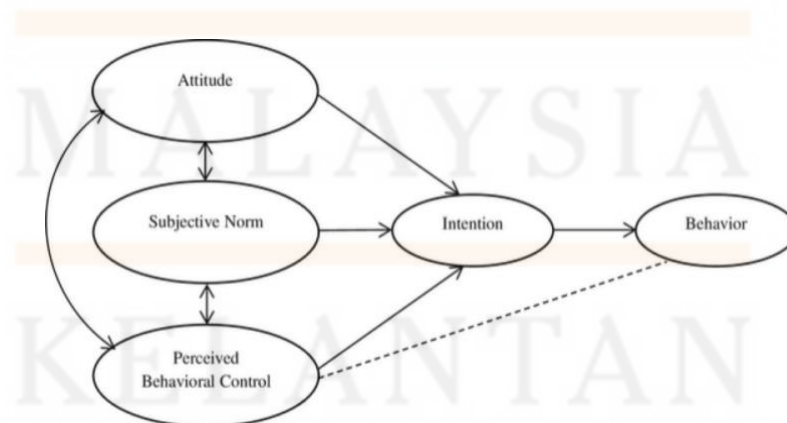 MALAYSIA
Attitude
Subjective Norm
Intention
Behavior
KELANTAN
Perceived
Behavioral Control